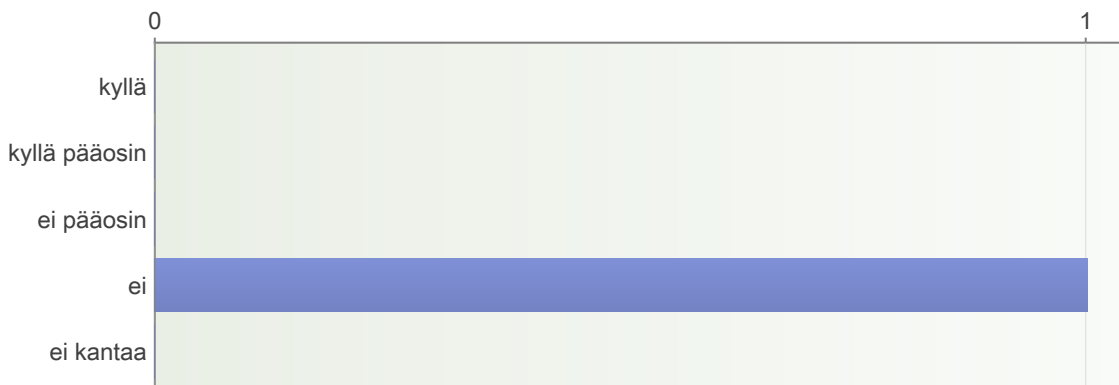 0 1
kyllä
kyllä pääosin
ei pääosin
ei
ei kantaa